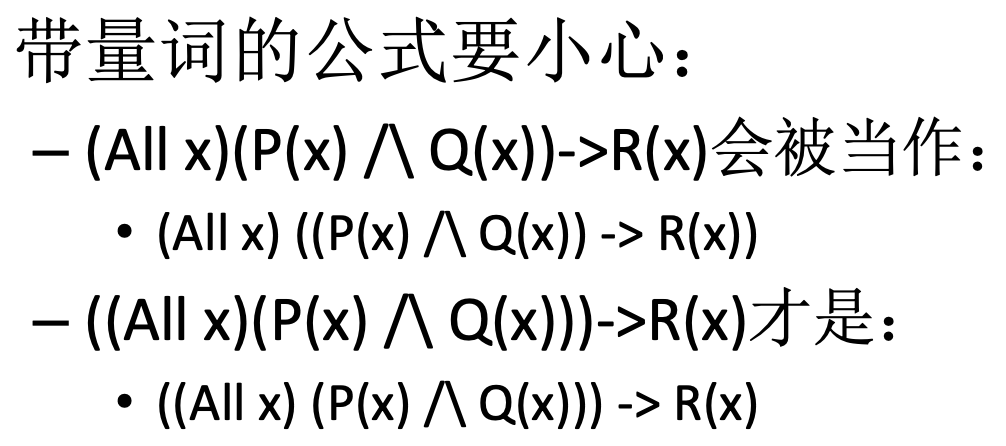 带量词的公式要小心：
– (All x)(P(x) /\ Q(x))->R(x)会被当作：
• (All x) ((P(x) /\ Q(x)) -> R(x))
– ((All x)(P(x) /\ Q(x)))->R(x)才是：
• ((All x) (P(x) /\ Q(x))) -> R(x)